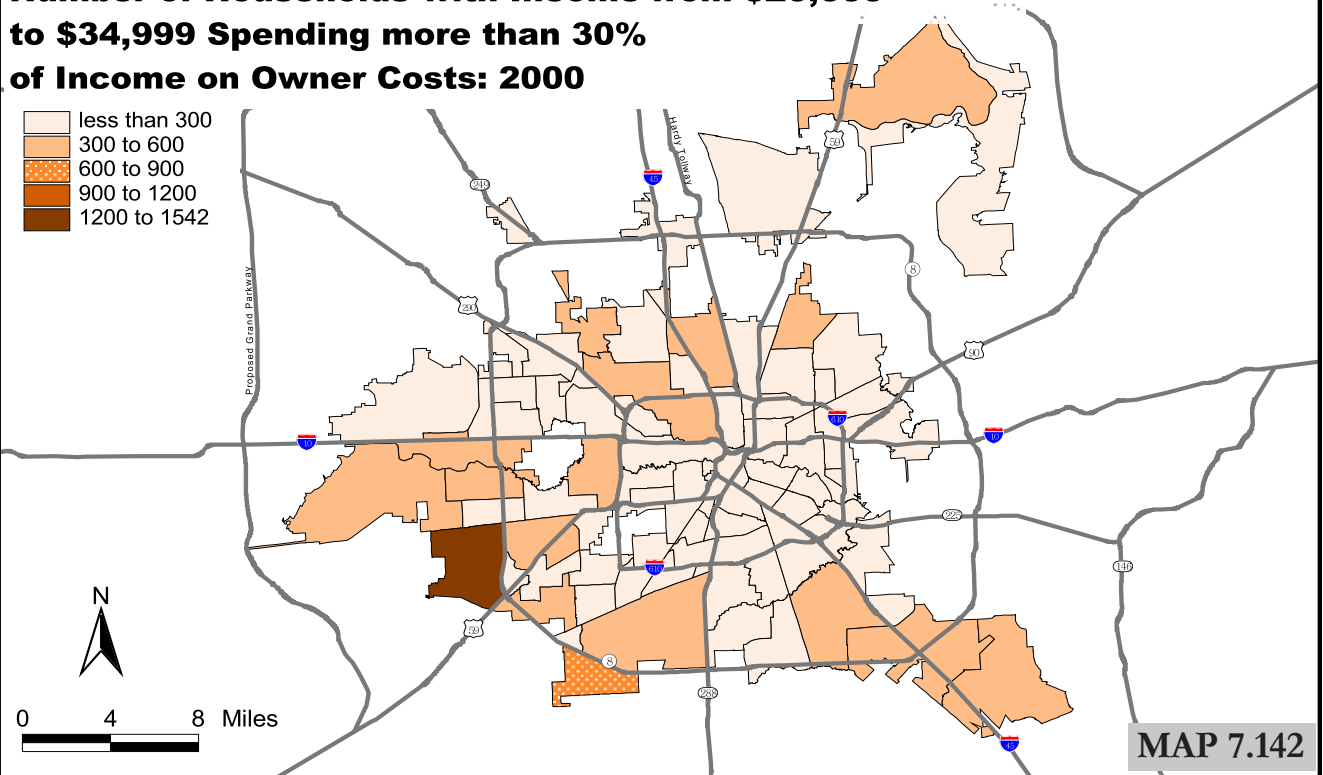 to $34,999 Spending more than 30%
of Income on Owner Costs: 2000
less than 300
300 to 600
600 to 900
900 to 1200
1200 to 1542
Hardy Tollway
59
45
249
8
290
Proposed Grand Parkway
90
610
10
10
225
146
610
N
59
8
288
0 4 8 Miles
45
MAP 7.142